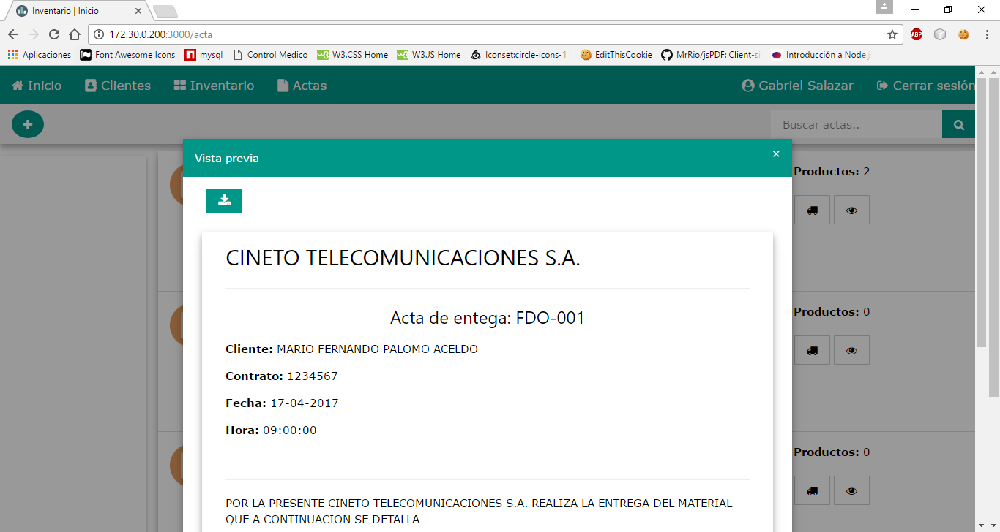 Inventario | Inicio
172.30.0.200:3000/acta
ABP
Aplicaciones Font Awesome Icons mysql Control Medico W3.CSS Home W3.JS Home Iconset:circle-icons-1 EditThisCookie MrRio/jsPDF: Client-si Introducción a Node.j
Inicio Clientes Inventario Actas Gabriel Salazar Cerrar sesión
Buscar actas..
Vista previa ×
Productos: 2
CINETO TELECOMUNICACIONES S.A.
Acta de entega: FDO-001
Productos: 0
Cliente: MARIO FERNANDO PALOMO ACELDO
Contrato: 1234567
Fecha: 17-04-2017
Hora: 09:00:00
Productos: 0
POR LA PRESENTE CINETO TELECOMUNICACIONES S.A. REALIZA LA ENTREGA DEL MATERIAL
QUE A CONTINUACION SE DETALLA